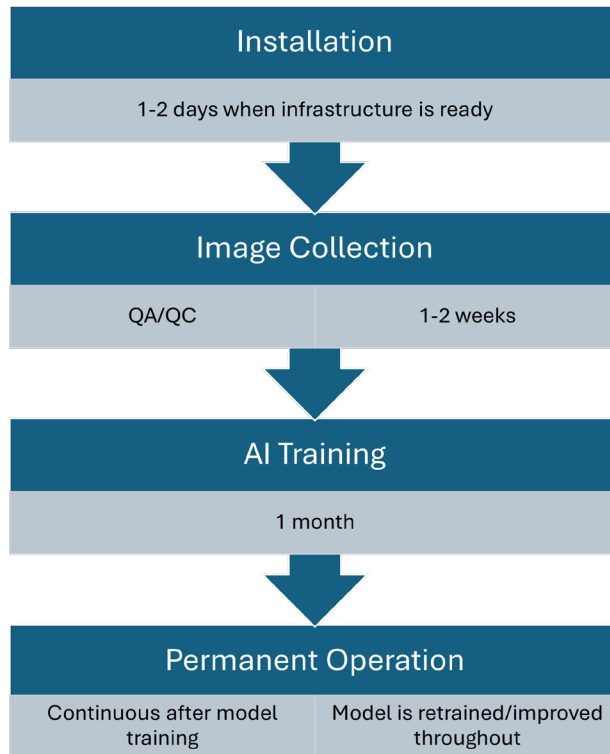 Installation
1-2 days when infrastructure is ready
Image Collection
QA/QC
1-2 weeks
AI Training
1 month
Permanent Operation
Continuous after model
training
Model is retrained/improved
throughout